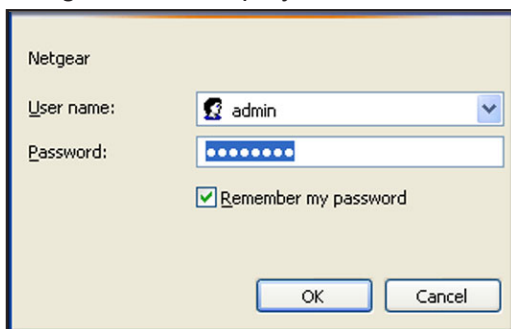 Netgear
User name: admin
Password: ••••••••
Remember my password
OK Cancel